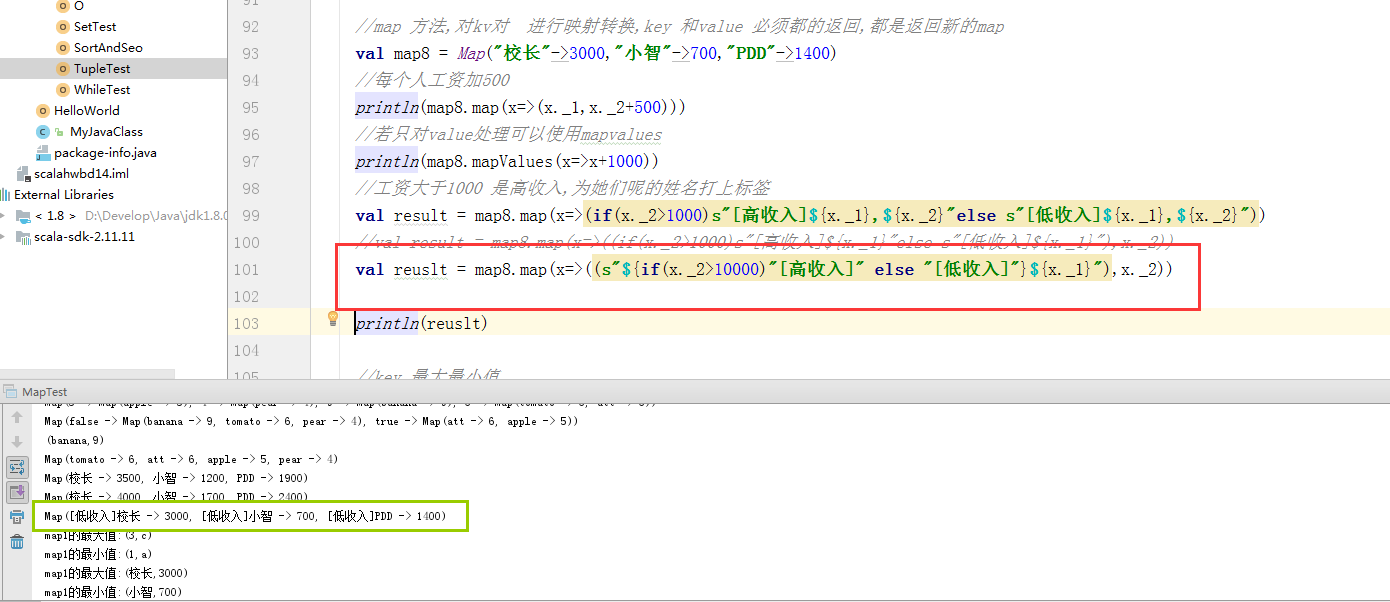 O
SetTest
SortAndSeo
TupleTest
WhileTest
HelloWorld
MyJavaClass
package-info.java
scalahwbd14.iml
External Libraries
< 1.8 > D:\Develop\Java\jdk1.8.0
scala-sdk-2.11.11
91
92 //map 方法,对kv对 进行映射转换,key 和value 必须都的返回,都是返回新的map
93 val map8 = Map("校长"->3000,"小智"->700,"PDD"->1400)
94 //每个人工资加500
95 println(map8.map(x=>(x._1,x._2+500)))
96 //若只对value处理可以使用mapvalues
97 println(map8.mapValues(x=>x+1000))
98 //工资大于1000 是高收入,为她们呢的姓名打上标签
99 val result = map8.map(x=>(if(x._2>1000)s"[高收入]${x._1},${x._2}"else s"[低收入]${x._1},${x._2}"))
100 //val result = map8.map(x=>((if(x._2>1000)s"[高收入]${x._1}"else s"[低收入]${x._1}"),x._2))
101 val reuslt = map8.map(x=>((s"${if(x._2>10000)"[高收入]" else "[低收入]"}${x._1}"),x._2))
102
103 println(reuslt)
104
105 //key 最大最小值
MapTest
Map(false -> Map(banana -> 9, tomato -> 6, pear -> 4), true -> Map(att -> 6, apple -> 5))
(banana,9)
Map(tomato -> 6, att -> 6, apple -> 5, pear -> 4)
Map(校长 -> 3500, 小智 -> 1200, PDD -> 1900)
Map(校长 -> 4000, 小智 -> 1700, PDD -> 2400)
Map([低收入]校长 -> 3000, [低收入]小智 -> 700, [低收入]PDD -> 1400)
map1的最大值:(3,c)
map1的最小值:(1,a)
map1的最大值:(校长,3000)
map1的最小值:(小智,700)